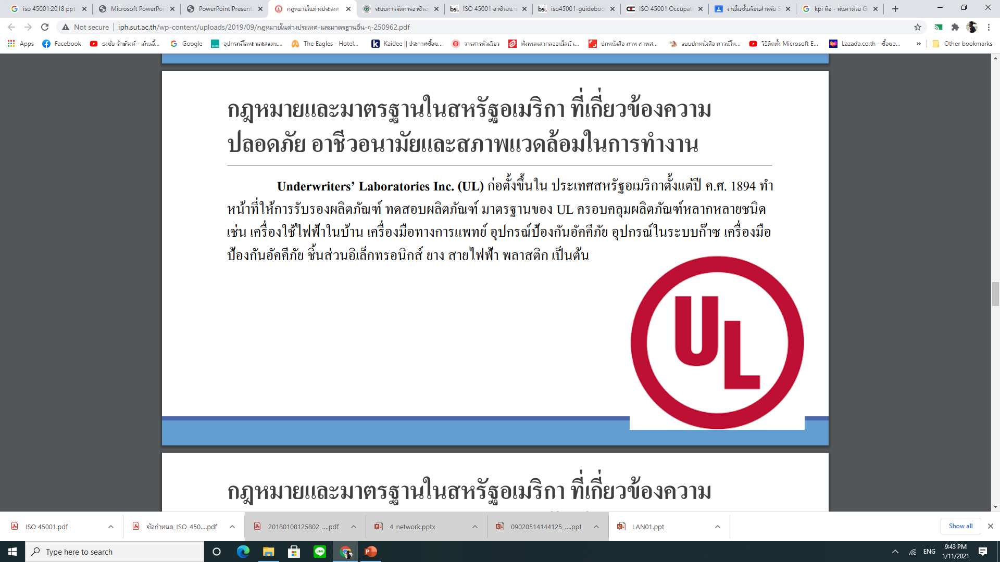 iso 45001:2018 ppt
Microsoft PowerPoi
PowerPoint Present
กฎหมายในต่างประเทศ
ระบบการจัดการอาชีวอ
bsi. ISO 45001 อาชีวอนา
bsi. iso45001-guideboo
ISO 45001 Occupat
งานในชั้นเรียนสำหรับ S
kpi คือ - ค้นหาด้วย Go
Not secure
iph.sut.ac.th/wp-content/uploads/2019/09/กฎหมายในต่างประเทศ-และมาตรฐานอื่น-ๆ-250962.pdf
Apps
Facebook
ธงชัย รักษ์รงค์ - เกินเอื้...
Google
อุปกรณ์โลหะ และสแตน...
The Eagles - Hotel...
Kaidee || ประกาศซื้อข...
วารสารหัวเฉียว
ฟังเพลงสากลออนไลน์ เ...
ปกหนังสือ ภาพ ภาพส...
แบบปกหนังสือ ดาวน์โห...
วิธีติดตั้ง Microsoft E...
Lazada.co.th - ซื้อขอ...
»
Other bookmarks
กฎหมายและมาตรฐานในสหรัฐอเมริกา ที่เกี่ยวข้องความ
ปลอดภัย อาชีวอนามัยและสภาพแวดล้อมในการทำงาน
Underwriters’ Laboratories Inc. (UL) ก่อตั้งขึ้นใน ประเทศสหรัฐอเมริกาตั้งแต่ปี ค.ศ. 1894 ทำ
หน้าที่ให้การรับรองผลิตภัณฑ์ ทดสอบผลิตภัณฑ์ มาตรฐานของ UL ครอบคลุมผลิตภัณฑ์หลากหลายชนิด
เช่น เครื่องใช้ไฟฟ้าในบ้าน เครื่องมือทางการแพทย์ อุปกรณ์ป้องกันอัคคีภัย อุปกรณ์ในระบบก๊าซ เครื่องมือ
ป้องกันอัคคีภัย ชิ้นส่วนอิเล็กทรอนิกส์ ยาง สายไฟฟ้า พลาสติก เป็นต้น
UL
กฎหมายและมาตรฐานในสหรัฐอเมริกา ที่เกี่ยวข้องความ
ISO 45001.pdf
ข้อกำหนด_ISO_450....pdf
20180108125802_....pdf
4_network.pptx
09020514144125_....ppt
LAN01.ppt
Show all
Type here to search
ENG
9:43 PM
1/11/2021